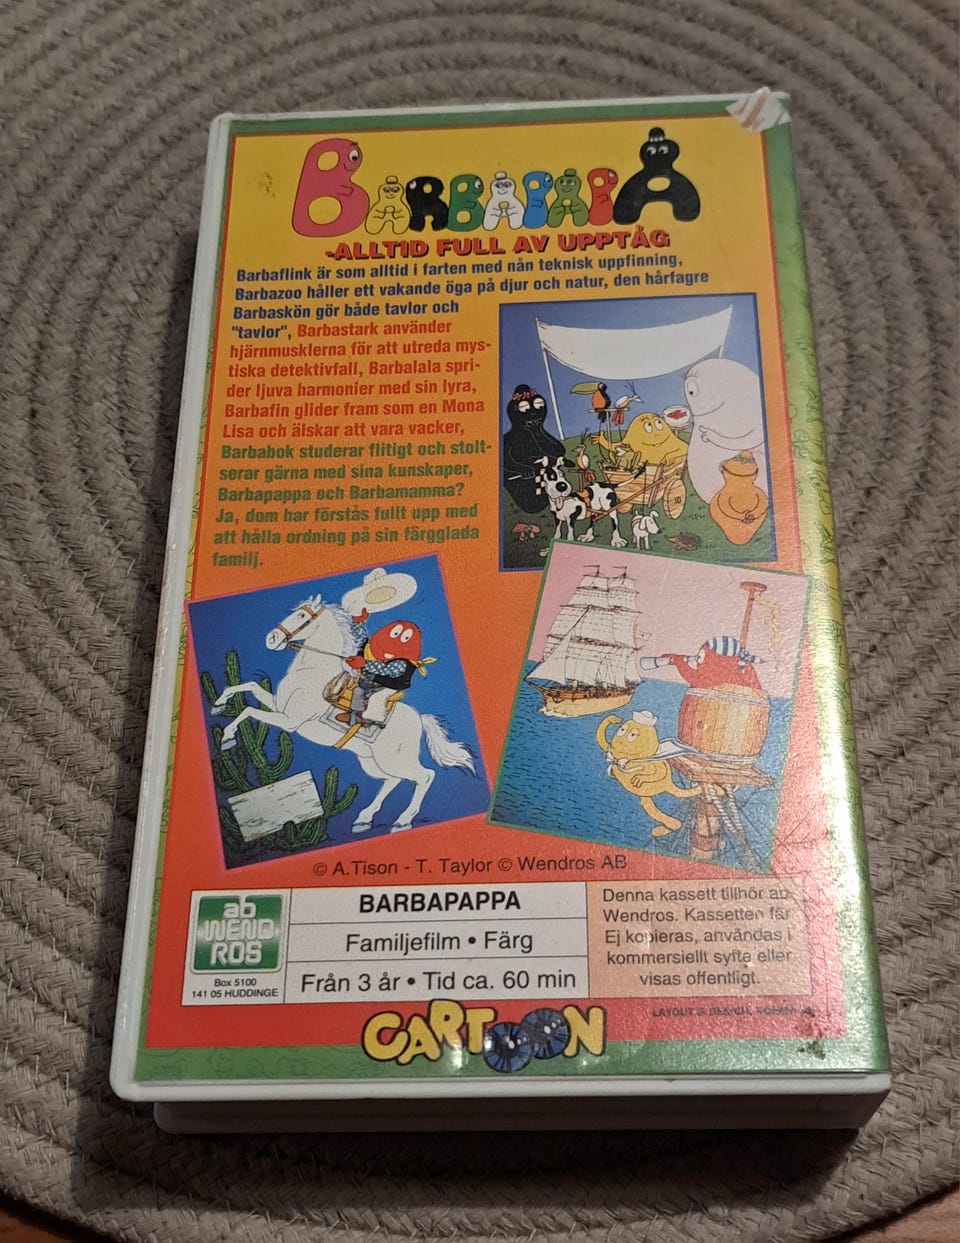 BARBAPAPA
-ALLTID FULL AV UPPTÅG
Barbaflink är som alltid i farten med nån teknisk uppfinning,
Barbazoo håller ett vakande öga på djur och natur, den hårfagre
Barbaskön gör både tavlor och
"tavlor", Barbastark använder
hjärnmusklerna för att utreda mys-
tiska detektivfall, Barbalala spri-
der ljuva harmonier med sin lyra,
Barbafin glider fram som en Mona
Lisa och älskar att vara vacker,
Barbabok studerar flitigt och stolt-
serar gärna med sina kunskaper,
Barbapappa och Barbamamma?
Ja, dom har förstås fullt upp med
att hålla ordning på sin färgglada
familj.
© A.Tison - T. Taylor © Wendros AB
ab
WEND
ROS
Box 5100
141 05 HUDDINGE
BARBAPAPPA
Familjefilm • Färg
Från 3 år • Tid ca. 60 min
Denna kassett tillhör ab
Wendros. Kassetten får
Ej kopieras, användas i
kommersiellt syfte eller
visas offentligt.
CARTOON
LAYOUT & DESIGN,